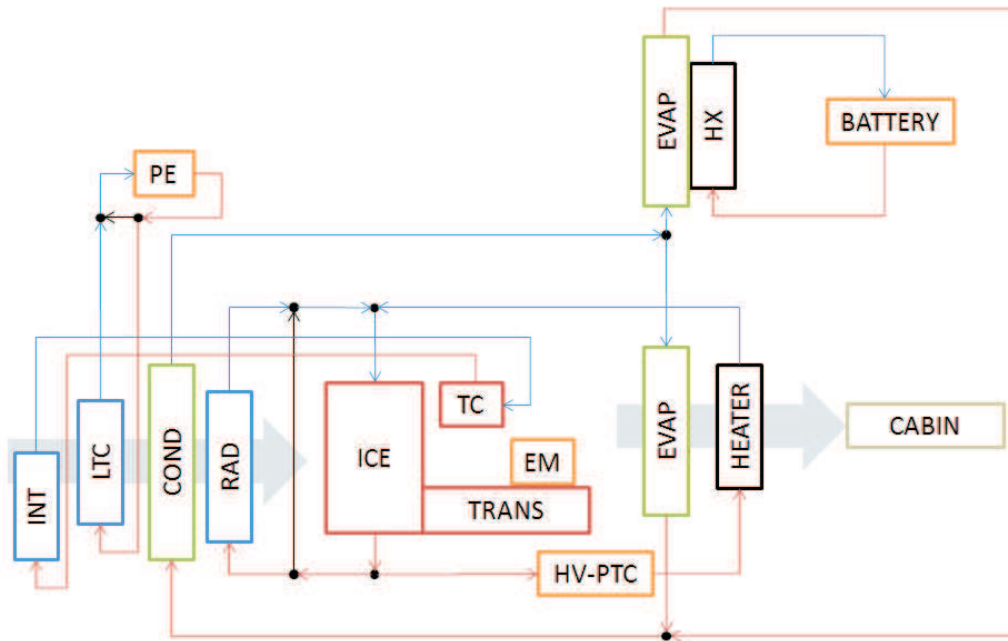 EVAP
HX
BATTERY
PE
INT
LTC
COND
RAD
ICE
TC
EM
TRANS
HV-PTC
EVAP
HEATER
CABIN